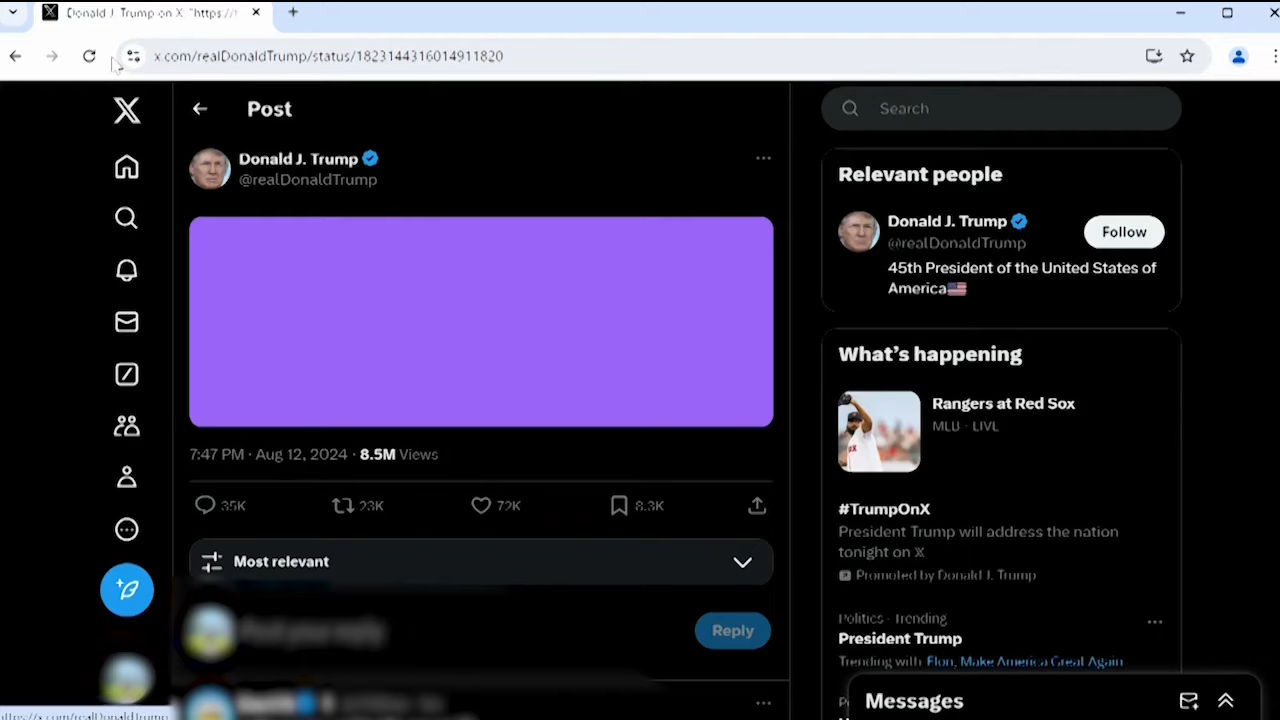 Donald J. Trump on X: "https://t
x.com/realDonaldTrump/status/1823144316014911820
Post
Donald J. Trump
@realDonaldTrump
7:47 PM · Aug 12, 2024 · 8.5M Views
35K 23K 72K 8.3K
Most relevant
Reply
Search
Relevant people
Donald J. Trump
@realDonaldTrump
Follow
45th President of the United States of
America
What's happening
Rangers at Red Sox
MLB · LIVE
#TrumpOnX
President Trump will address the nation
tonight on X
Promoted by Donald J. Trump
Politics · Trending
President Trump
Trending with Elon, Make America Great Again
Messages
https://x.com/realDonaldTrump